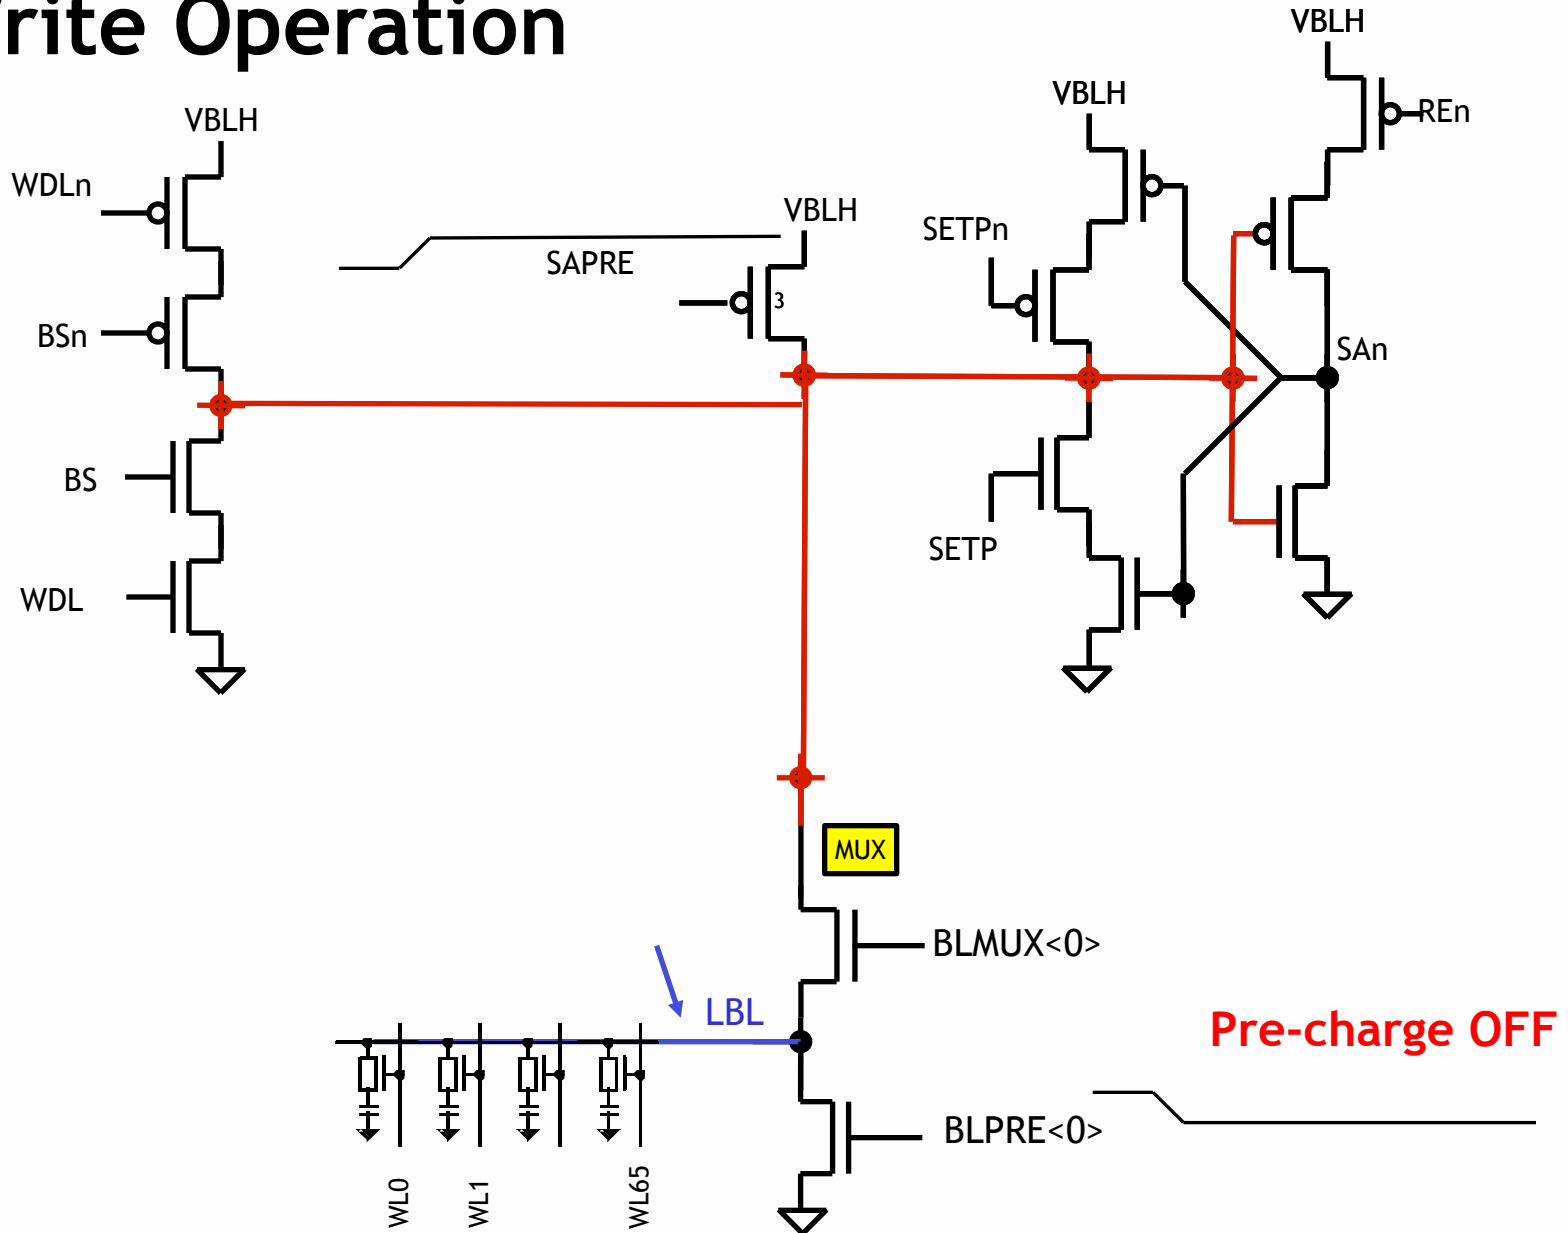 rite Operation
VBLH
VBLH
VBLH
REn
WDLn
VBLH
SETPn
SAPRE
3
BSn
SAn
BS
SETP
WDL
MUX
BLMUX<0>
LBL
Pre-charge OFF
BLPRE<0>
WL0
WL1
WL65